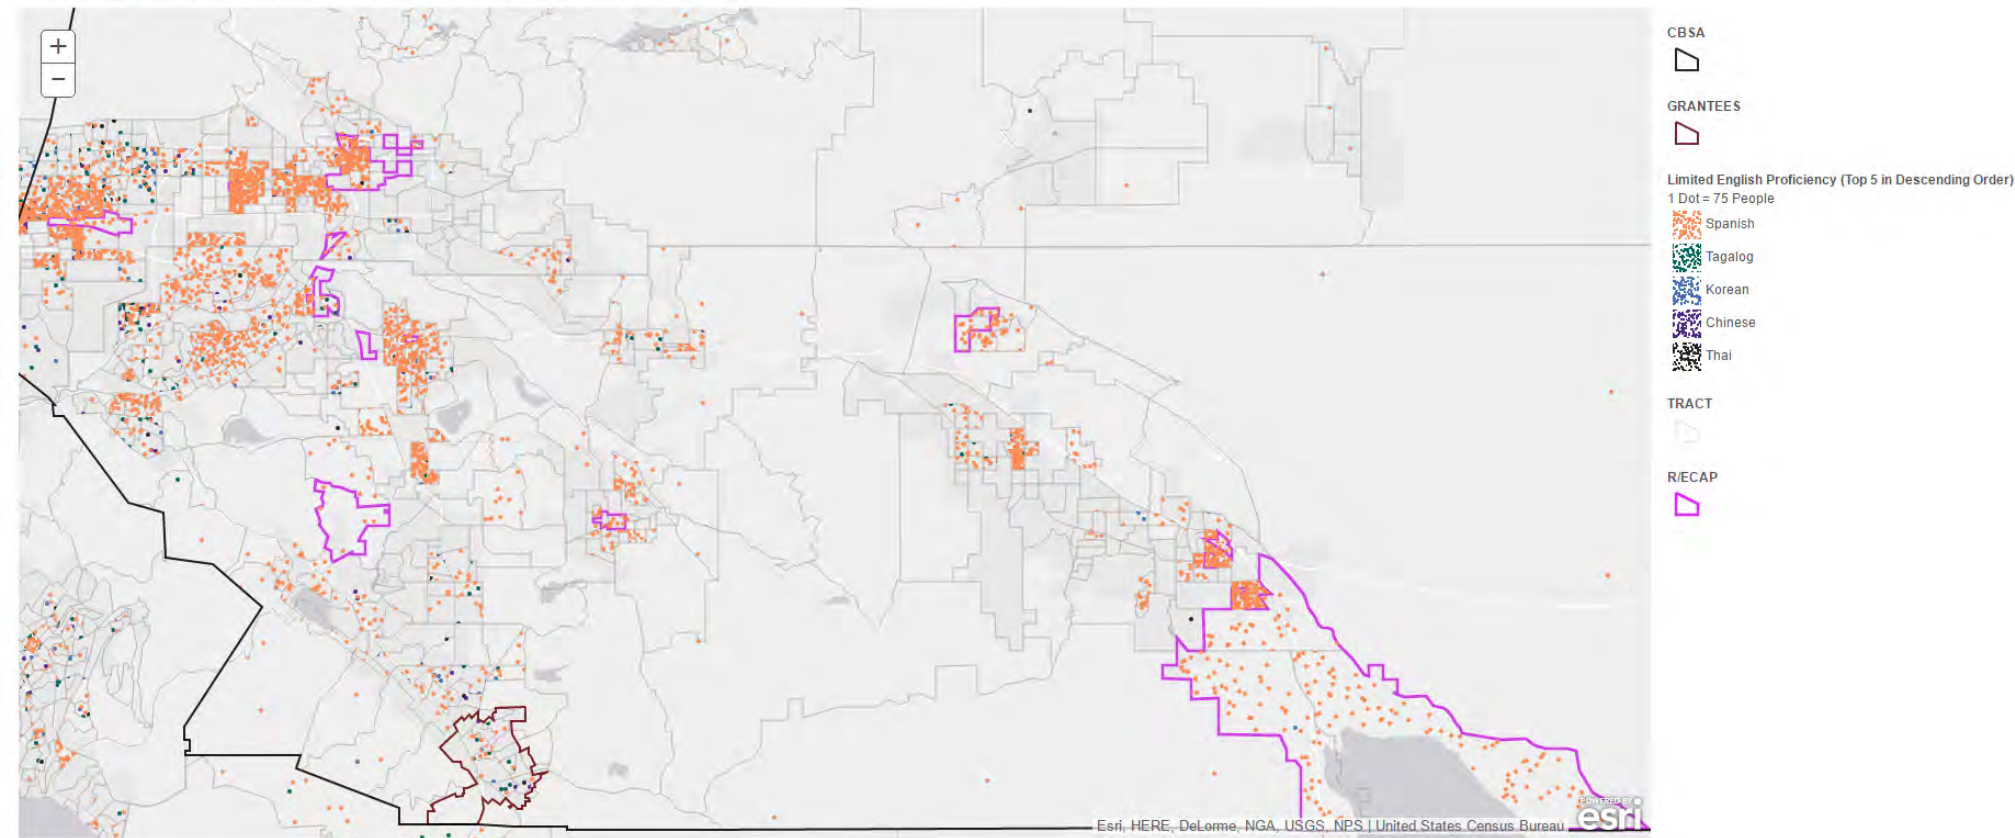 +
−
CBSA
GRANTEES
Limited English Proficiency (Top 5 in Descending Order)
1 Dot = 75 People
Spanish
Tagalog
Korean
Chinese
Thai
TRACT
R/ECAP
Esri, HERE, DeLorme, NGA, USGS, NPS | United States Census Bureau
POWERED BY
esri